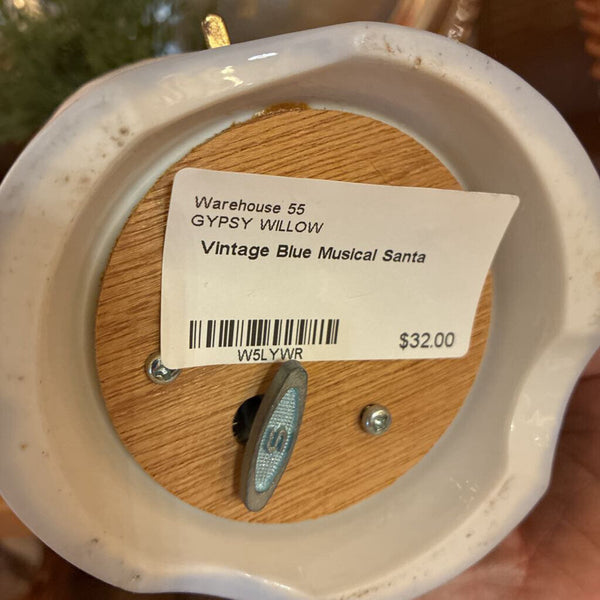 Warehouse 55
GYPSY WILLOW
Vintage Blue Musical Santa
W5LYWR
$32.00
S